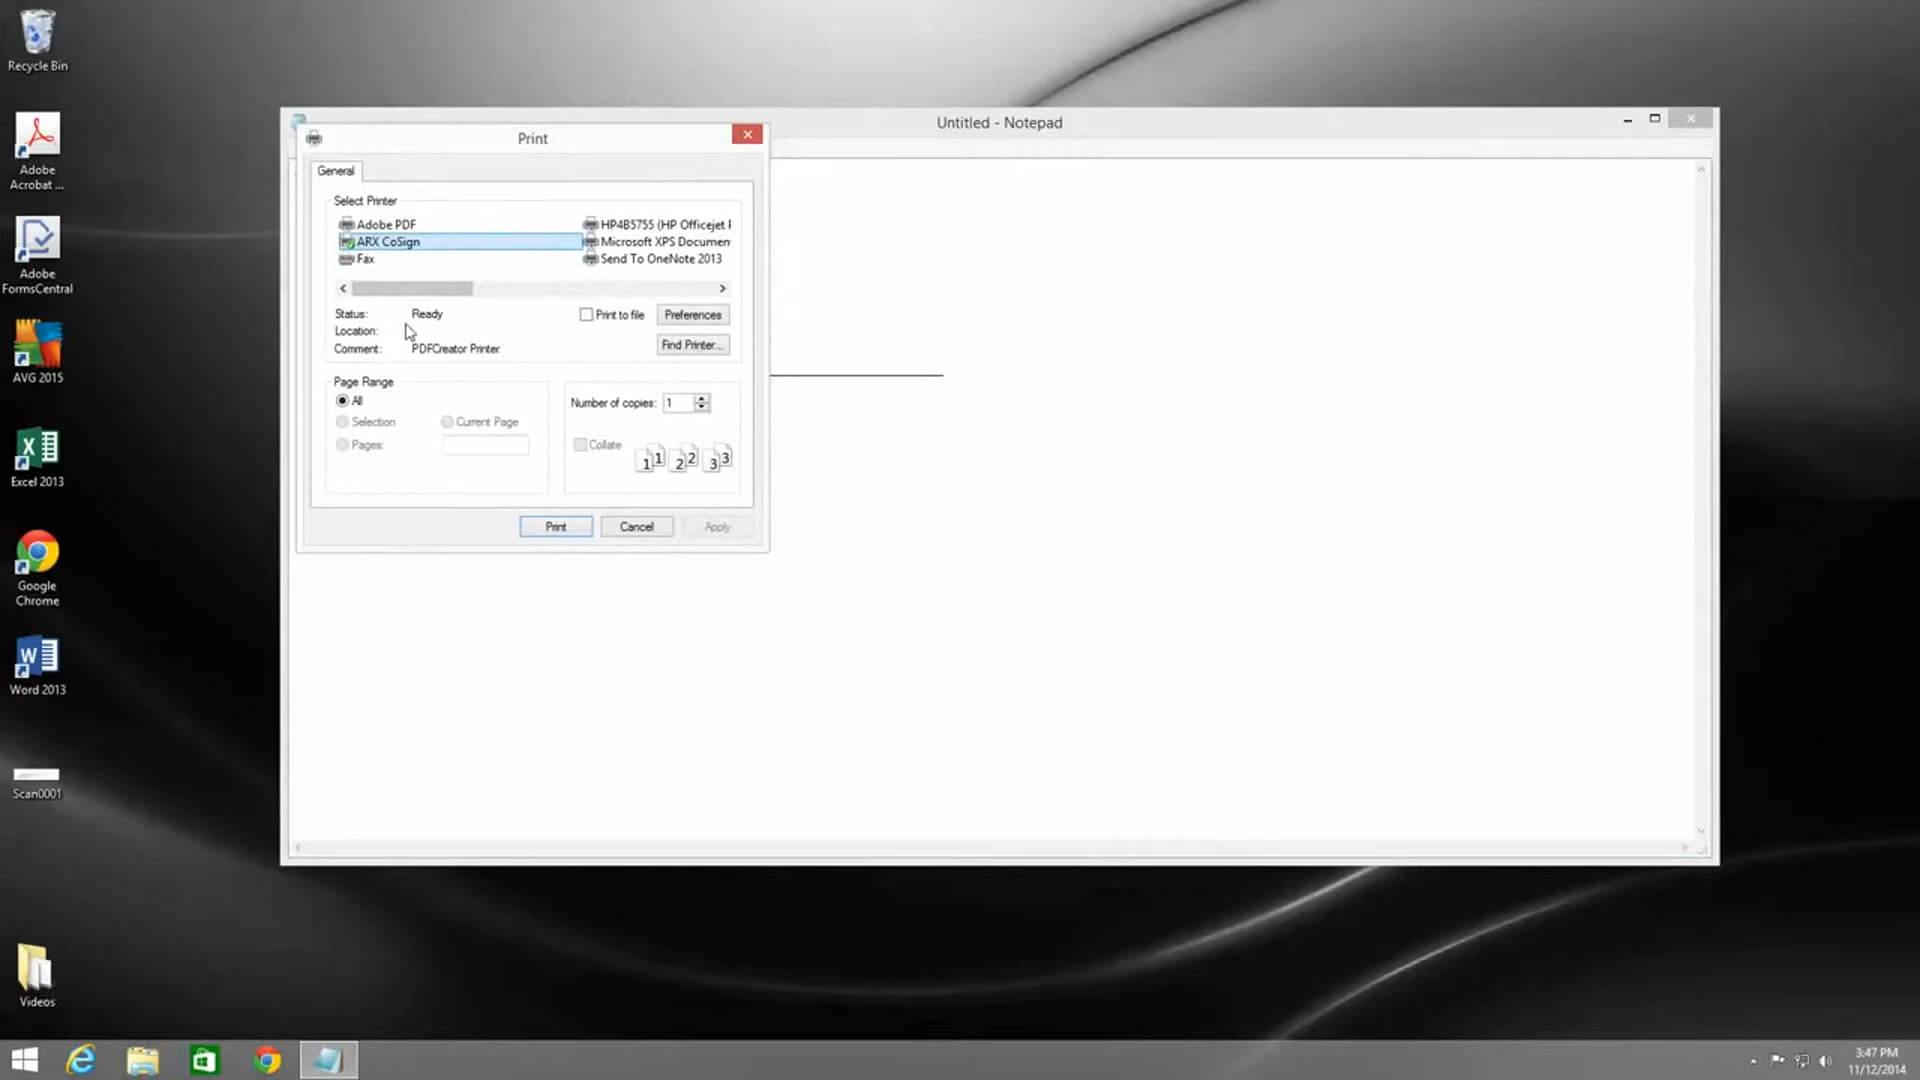 Recycle Bin
Adobe
Acrobat ...
Adobe
FormsCentral
AVG 2015
Excel 2013
Google
Chrome
Word 2013
Scan0001
Videos
Untitled - Notepad
Print
General
Select Printer
Adobe PDF
ARX CoSign
Fax
HP4B5755 (HP Officejet
Microsoft XPS Documen
Send To OneNote 2013
Status: Ready
Location:
Comment: PDFCreator Printer
Print to file
Preferences
Find Printer...
Page Range
All
Selection
Current Page
Pages:
Number of copies: 1
Collate
1 1 2 2 3 3
Print
Cancel
Apply
3:47 PM
11/12/2014